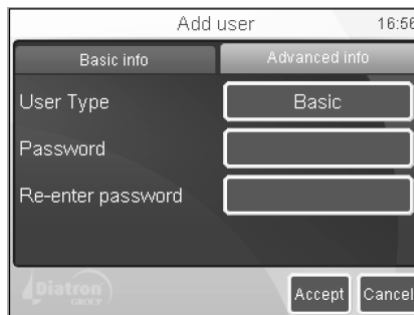 Add user 16:56
Basic info Advanced info
User Type Basic
Password
Re-enter password
Diatron
GROUP
Accept Cancel